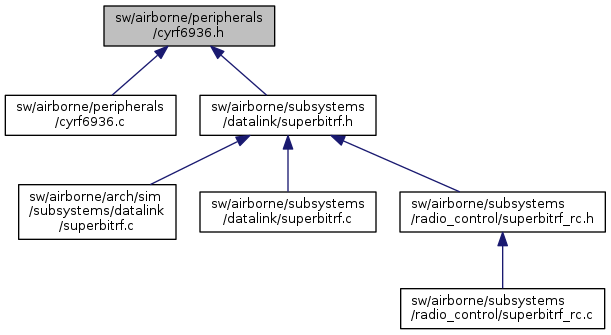 sw/airborne/peripherals
/cyrf6936.h
sw/airborne/peripherals
/cyrf6936.c
sw/airborne/subsystems
/datalink/superbitrf.h
sw/airborne/arch/sim
/subsystems/datalink
/superbitrf.c
sw/airborne/subsystems
/datalink/superbitrf.c
sw/airborne/subsystems
/radio_control/superbitrf_rc.h
sw/airborne/subsystems
/radio_control/superbitrf_rc.c